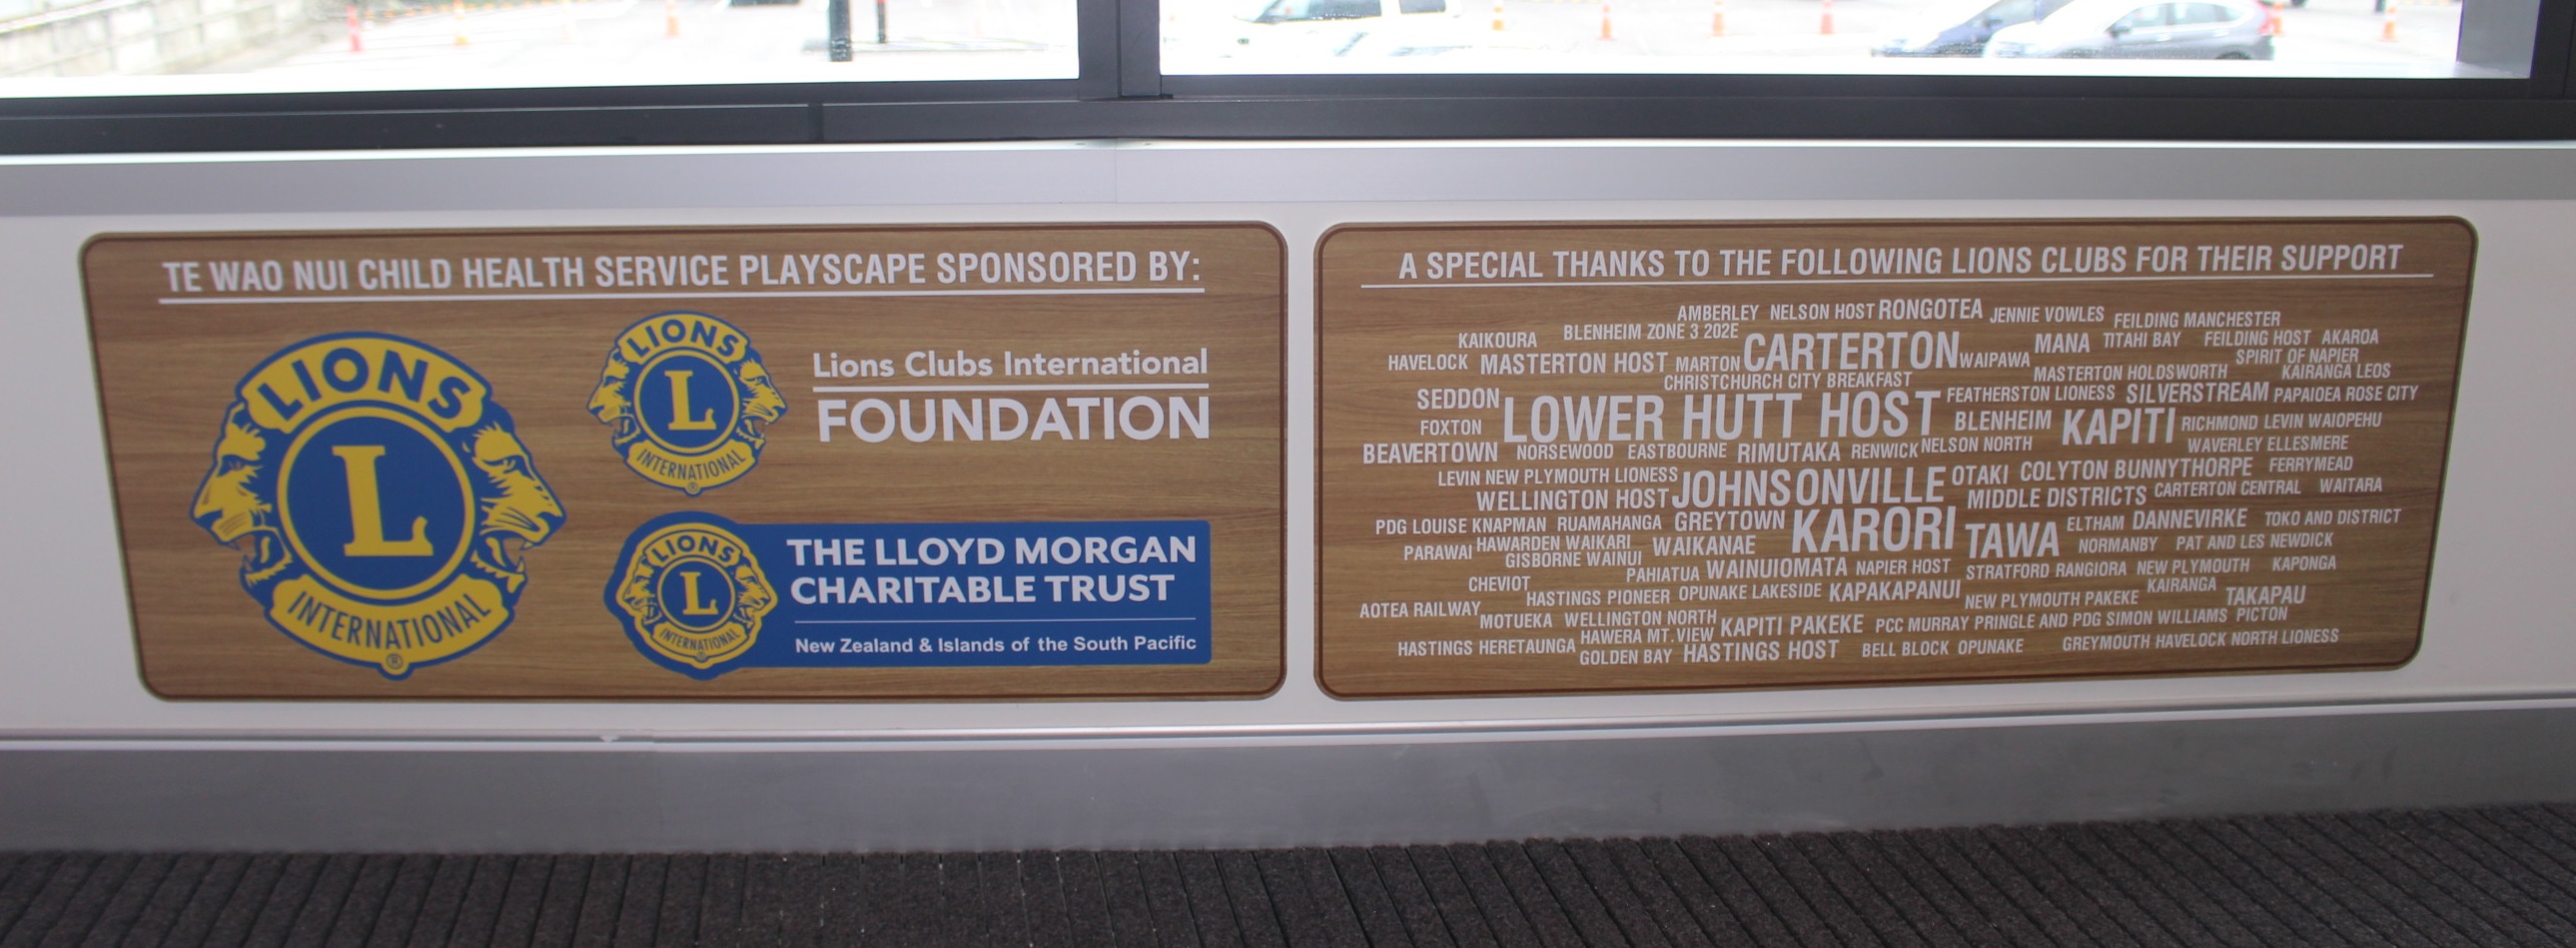 TE WAO NUI CHILD HEALTH SERVICE PLAYSCAPE SPONSORED BY:
LIONS
L
INTERNATIONAL
®
LIONS
L
INTERNATIONAL
®
Lions Clubs International
FOUNDATION
LIONS
L
INTERNATIONAL
®
THE LLOYD MORGAN
CHARITABLE TRUST
New Zealand & Islands of the South Pacific
A SPECIAL THANKS TO THE FOLLOWING LIONS CLUBS FOR THEIR SUPPORT
AMBERLEY NELSON HOST RONGOTEA JENNIE VOWLES FEILDING MANCHESTER
KAIKOURA BLENHEIM ZONE 3 202E MANA TITAHI BAY FEILDING HOST AKAROA
HAVELOCK MASTERTON HOST MARTON CARTERTON WAIPAWA SPIRIT OF NAPIER
CHRISTCHURCH CITY BREAKFAST MASTERTON HOLDSWORTH KAIRANGA LEOS
SEDDON FEATHERSTON LIONESS SILVERSTREAM PAPAIOEA ROSE CITY
FOXTON LOWER HUTT HOST BLENHEIM KAPITI RICHMOND LEVIN WAIOPEHU
BEAVERTOWN NORSEWOOD EASTBOURNE RIMUTAKA RENWICK NELSON NORTH WAVERLEY ELLESMERE
LEVIN NEW PLYMOUTH LIONESS JOHNSONVILLE OTAKI COLYTON BUNNYTHORPE FERRYMEAD
WELLINGTON HOST MIDDLE DISTRICTS CARTERTON CENTRAL WAITARA
PDG LOUISE KNAPMAN RUAMAHANGA GREYTOWN KARORI TAWA ELTHAM DANNEVIRKE TOKO AND DISTRICT
PARAWAI HAWARDEN WAIKARI WAIKANAE NORMANBY PAT AND LES NEWDICK
GISBORNE WAINUI PAHIATUA WAINUIOMATA NAPIER HOST STRATFORD RANGIORA NEW PLYMOUTH KAPONGA
CHEVIOT HASTINGS PIONEER OPUNAKE LAKESIDE KAPAKAPANUI NEW PLYMOUTH PAKEKE KAIRANGA TAKAPAU
AOTEA RAILWAY MOTUEKA WELLINGTON NORTH KAPITI PAKEKE PCC MURRAY PRINGLE AND PDG SIMON WILLIAMS PICTON
HASTINGS HERETAUNGA HAWERA MT.VIEW
GOLDEN BAY HASTINGS HOST BELL BLOCK OPUNAKE GREYMOUTH HAVELOCK NORTH LIONESS